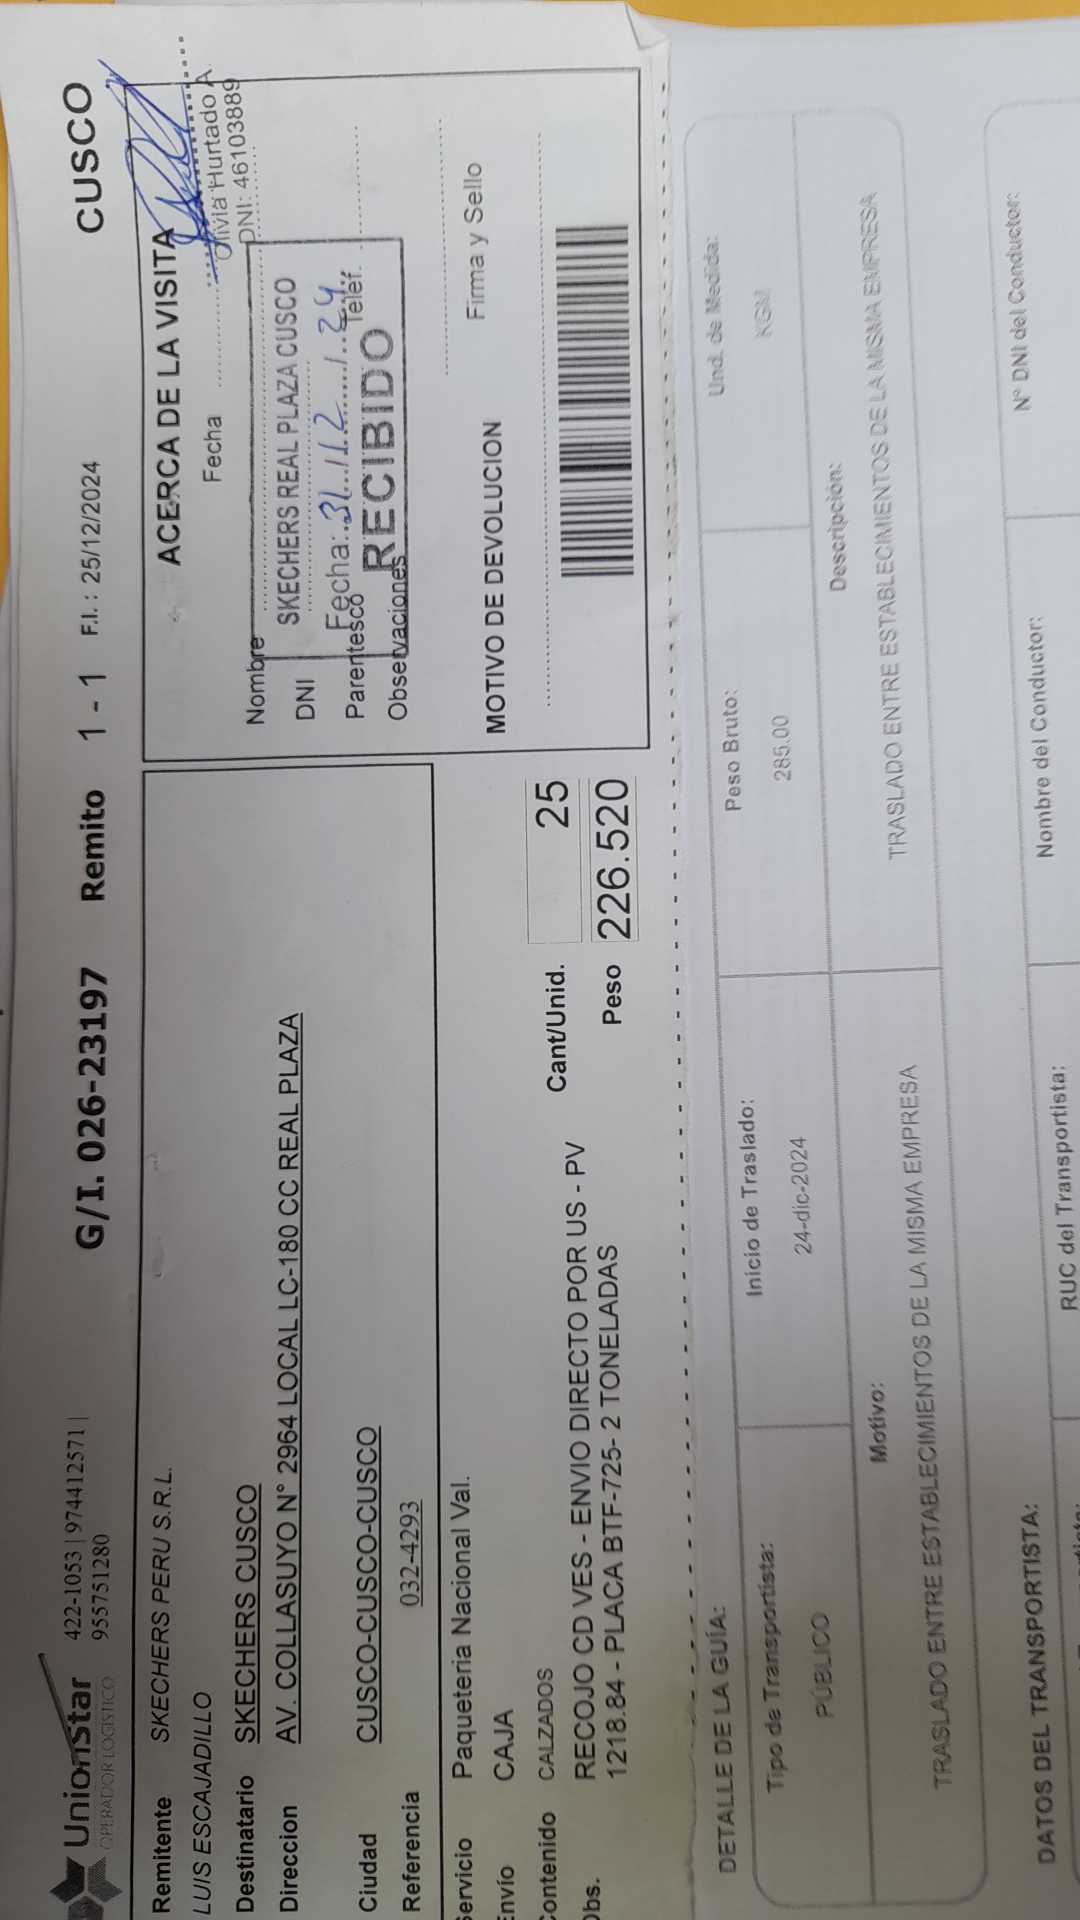 UnionStar
OPERADOR LOGISTICO
422-1053 | 974412571 |
955751280
G/I. 026-23197 Remito 1 - 1 F.I. : 25/12/2024 CUSCO
Remitente SKECHERS PERU S.R.L.
LUIS ESCAJADILLO
Destinatario SKECHERS CUSCO
Direccion AV. COLLASUYO N° 2964 LOCAL LC-180 CC REAL PLAZA
Ciudad CUSCO-CUSCO-CUSCO
Referencia 032-4293
ACERCA DE LA VISITA
Fecha
Olivia Hurtado A.
DNI: 46103889
Nombre
SKECHERS REAL PLAZA CUSCO
DNI
Fecha: 31/12/24
Parentesco Teléf.
RECIBIDO
Observaciones
MOTIVO DE DEVOLUCION Firma y Sello
Servicio Paqueteria Nacional Val.
Envío CAJA
Contenido CALZADOS
Cant/Unid. 25
Obs. RECOJO CD VES - ENVIO DIRECTO POR US - PV
1218.84 - PLACA BTF-725- 2 TONELADAS
Peso 226.520
DETALLE DE LA GUÍA:
Tipo de Transportista: Inicio de Traslado: Peso Bruto: Und. de Medida:
PÚBLICO 24-dic-2024 285.00 KGM
Motivo: Descripción:
TRASLADO ENTRE ESTABLECIMIENTOS DE LA MISMA EMPRESA TRASLADO ENTRE ESTABLECIMIENTOS DE LA MISMA EMPRESA
DATOS DEL TRANSPORTISTA:
RUC del Transportista: Nombre del Conductor: N° DNI del Conductor: